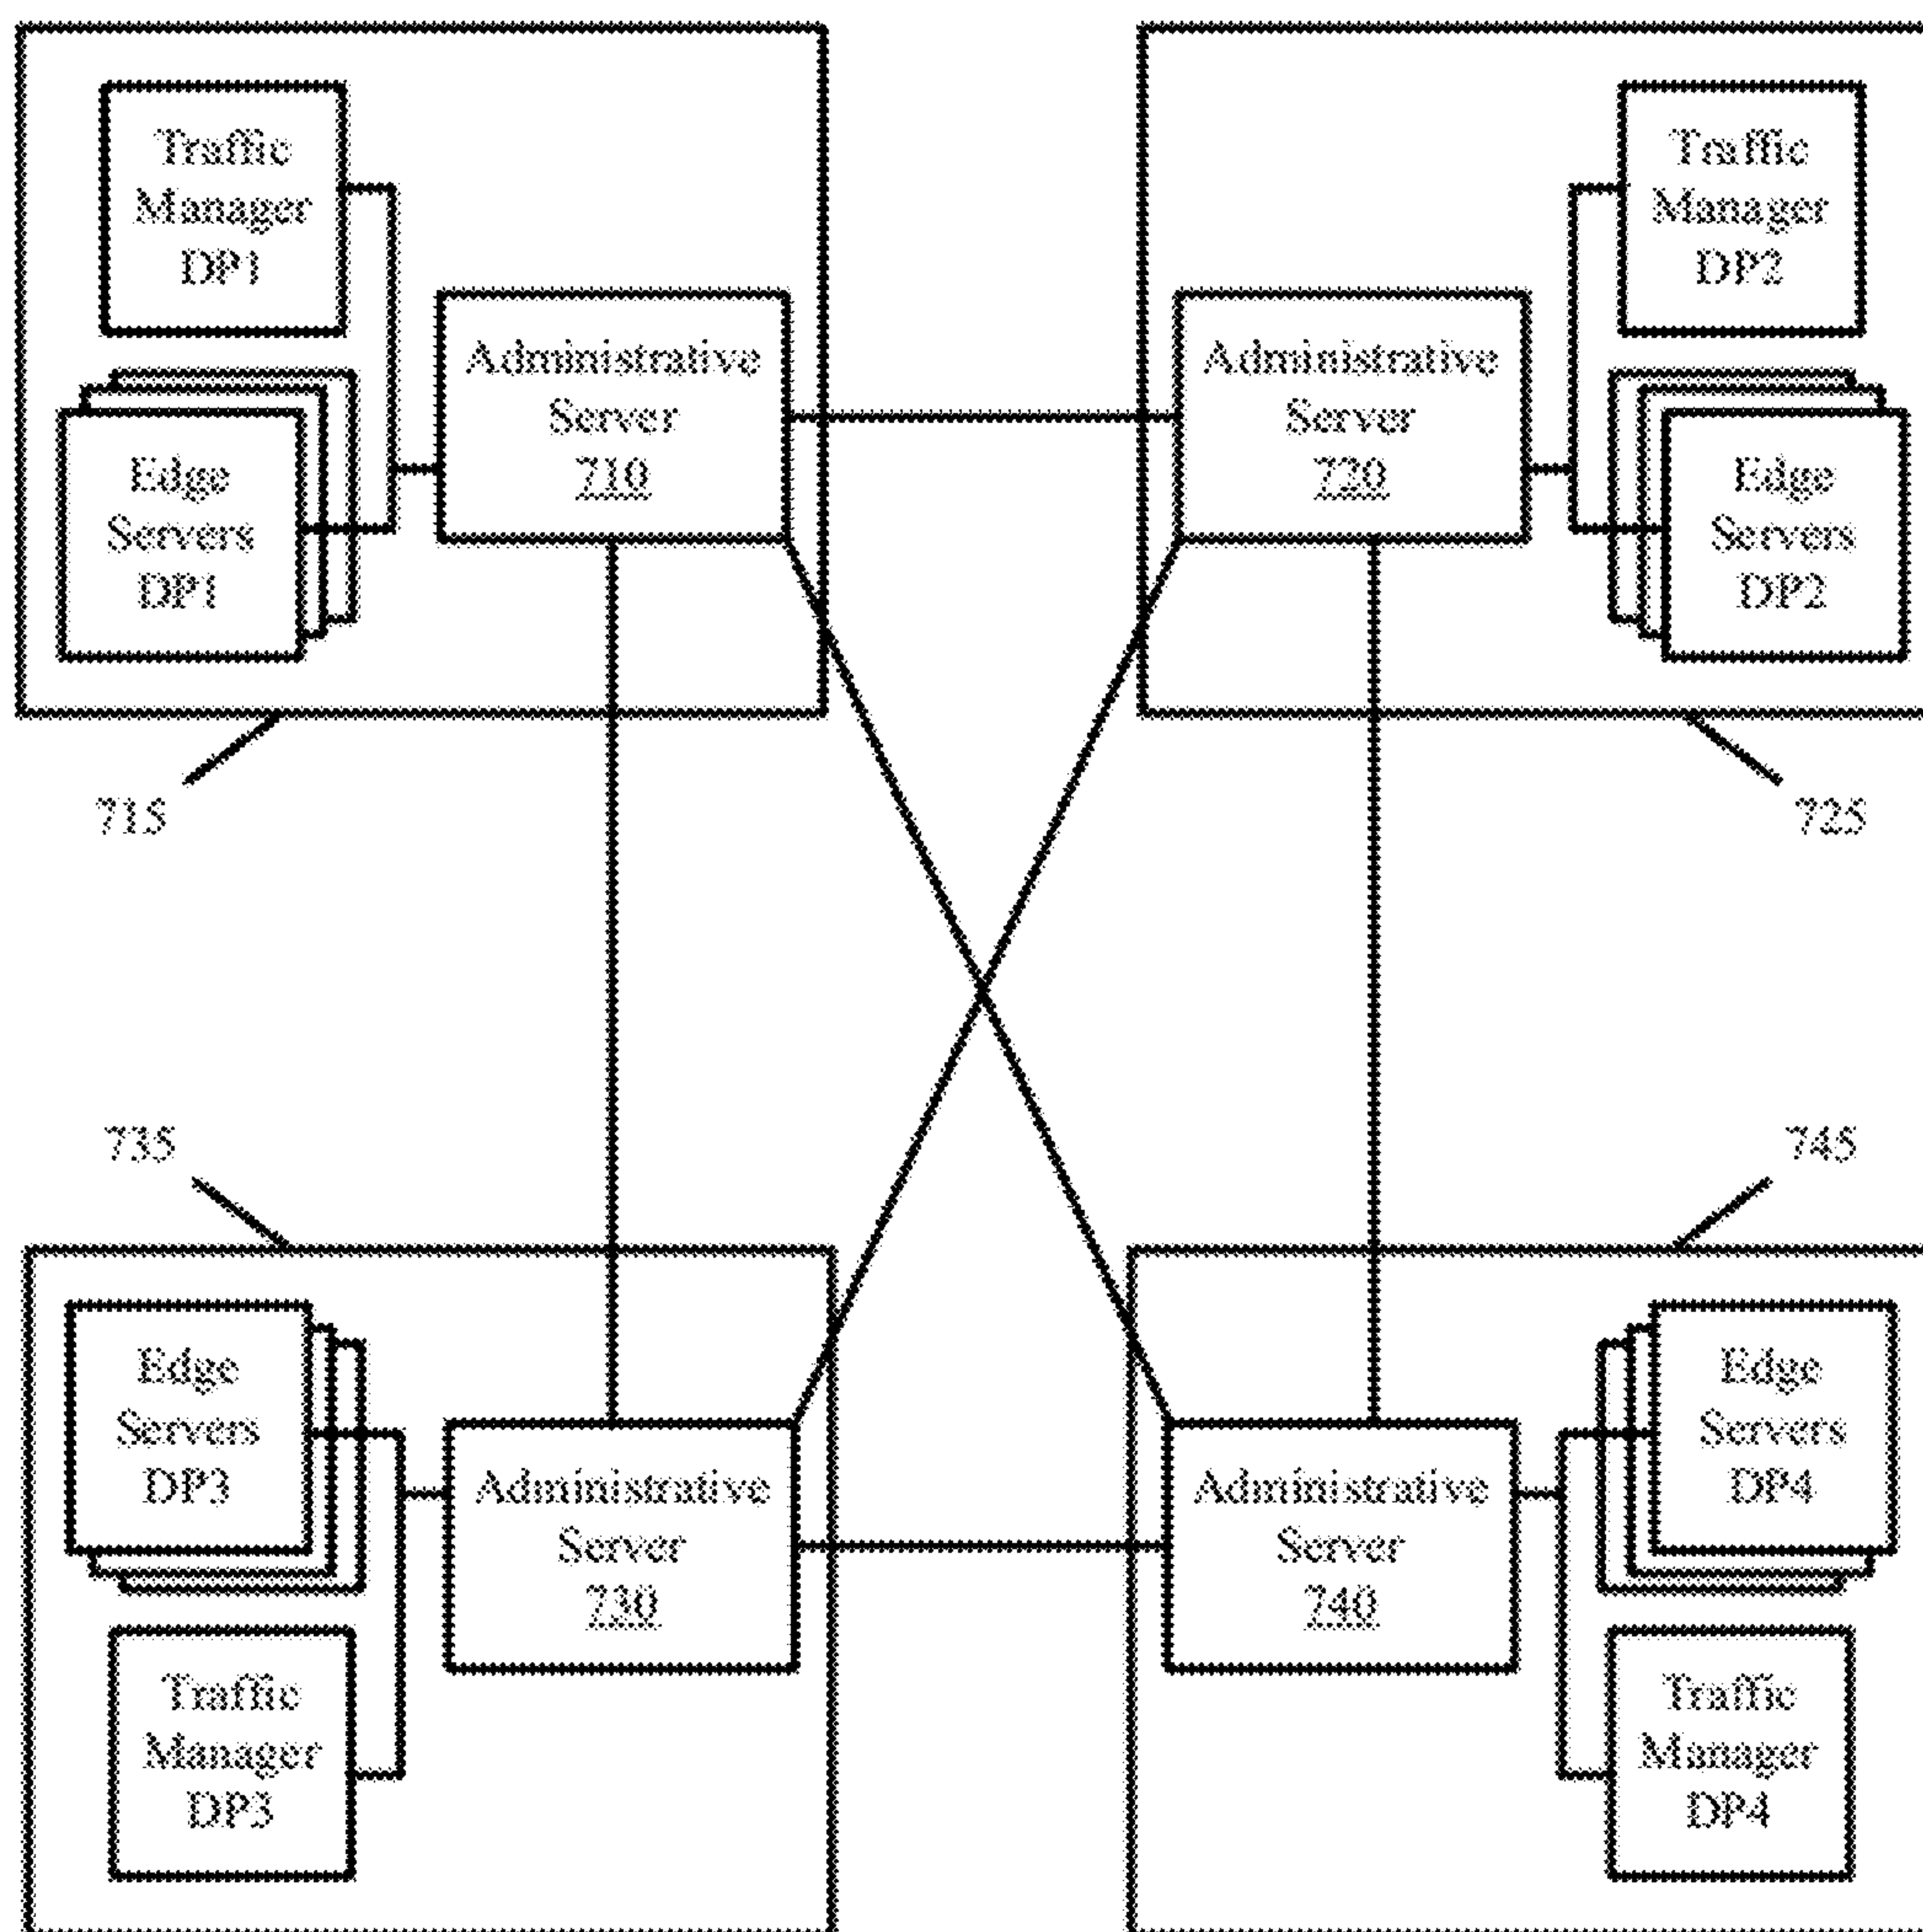 Traffic
Manager
DP1
Administrative
Server
710
Edge
Servers
DP1
Traffic
Manager
DP2
Administrative
Server
720
Edge
Servers
DP2
715
725
735
745
Edge
Servers
DP3
Administrative
Server
730
Traffic
Manager
DP3
Edge
Servers
DP4
Administrative
Server
740
Traffic
Manager
DP4